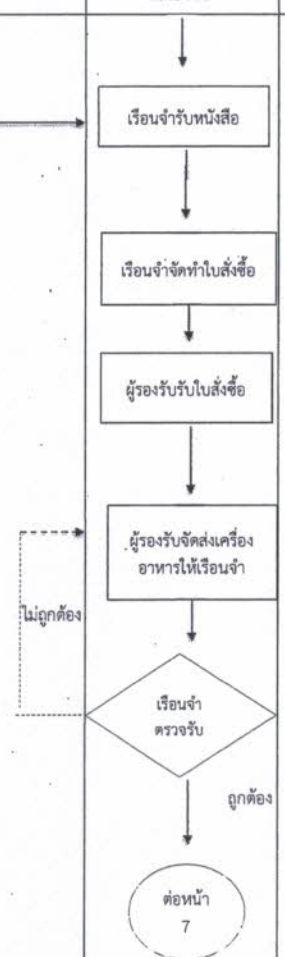 เรือนจำรับหนังสือ
เรือนจำจัดทำใบสั่งซื้อ
ผู้รองรับรับใบสั่งซื้อ
ผู้รองรับจัดส่งเครื่อง
อาหารให้เรือนจำ
ไม่ถูกต้อง
เรือนจำ
ตรวจรับ
ถูกต้อง
ต่อหน้า
7